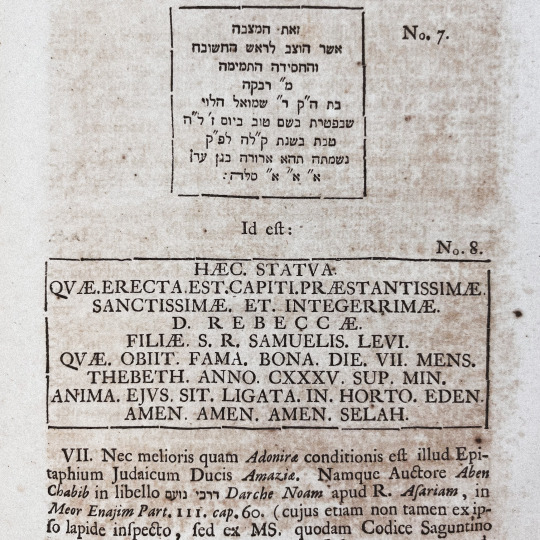 זאת המצבה
No. 7.
אשר הוצב לראש החשובה
והחסידה התמימה
מ״ רבקה
בת ה״ק ר״ שמואל הלוי
שנפטרת בשם טוב ביום ז׳ ל״ה
טבת בשנת ק״לה לפ״ק
נשמתה תהא ארורה בגן עדן
א״ א״ א״ סלה:
Id eſt:
No. 8.
HÆC. STATVA.
QVÆ.ERECTA.EST.CAPITI.PRÆSTANTISSIMÆ.
SANCTISSIMÆ. ET. INTEGERRIMÆ.
D. REBECCÆ.
FILIÆ. S. R. SAMUELIS. LEVI.
QVÆ. OBIIT. FAMA. BONA. DIE. VII. MENS.
THEBETH. ANNO. CXXXV. SUP. MIN.
ANIMA. EJVS. SIT. LIGATA. IN. HORTO. EDEN.
AMEN. AMEN. AMEN. SELAH.
VII. Nec melioris quam Adoniræ conditionis eſt illud Epi-
taphium Judaicum Ducis Amaziæ. Namque Auctore Aben
Chabib in libello דרכי נועם Darche Noam apud R. Aſariam, in
Meor Enajim Part. III. cap. 60. (cujus etiam non tamen ex ip-
ſo lapide inſpecto, ſed ex MS. quodam Codice Saguntino